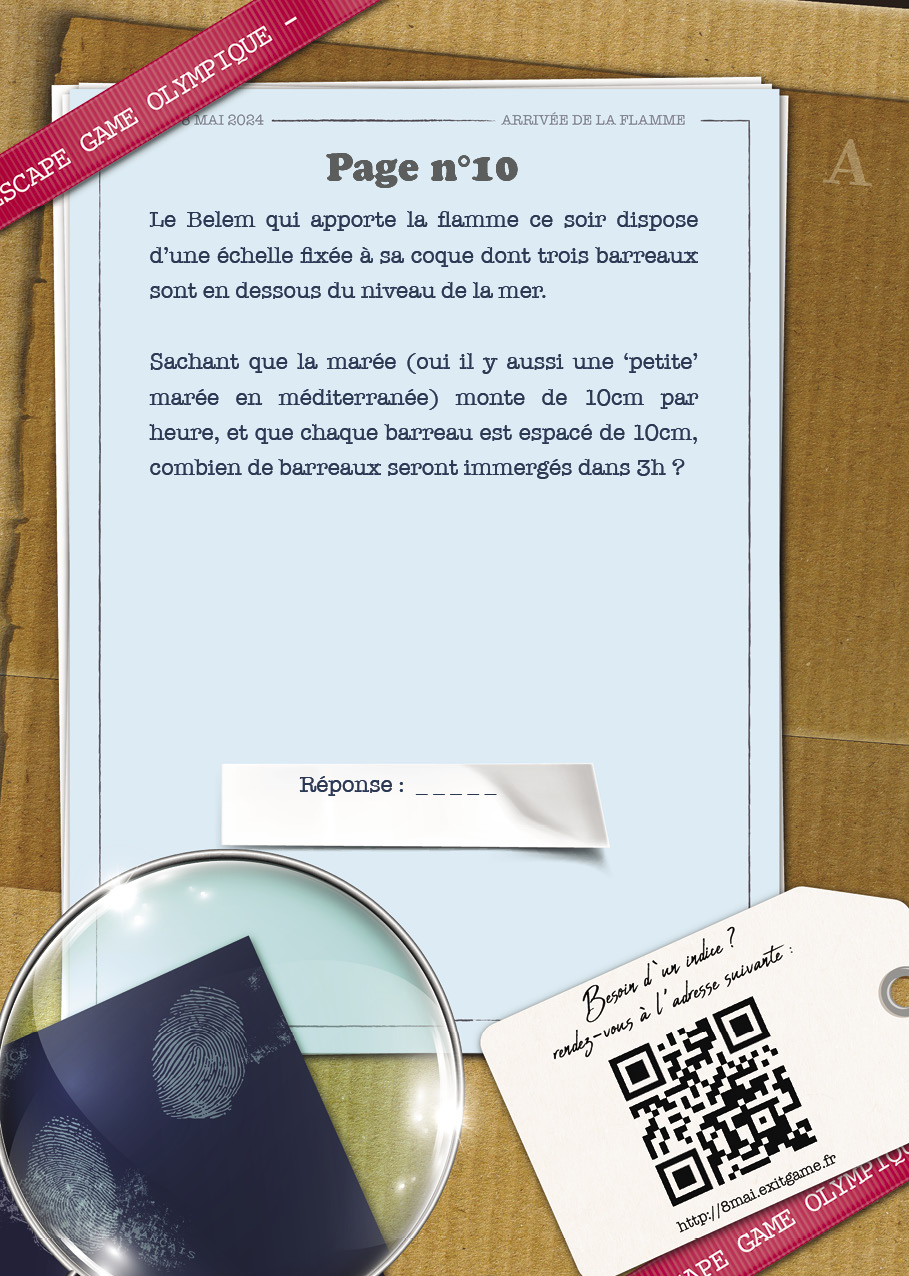 ESCAPE GAME OLYMPIQUE -
8 MAI 2024 ARRIVÉE DE LA FLAMME
A
Page n°10
Le Belem qui apporte la flamme ce soir dispose
d'une échelle fixée à sa coque dont trois barreaux
sont en dessous du niveau de la mer.
Sachant que la marée (oui il y aussi une ‘petite’
marée en méditerranée) monte de 10cm par
heure, et que chaque barreau est espacé de 10cm,
combien de barreaux seront immergés dans 3h ?
Réponse : _ _ _ _ _
Besoin d`un indice ?
rendez-vous à l'adresse suivante :
http://8mai.exitgame.fr
APE GAME OLYMPIQU